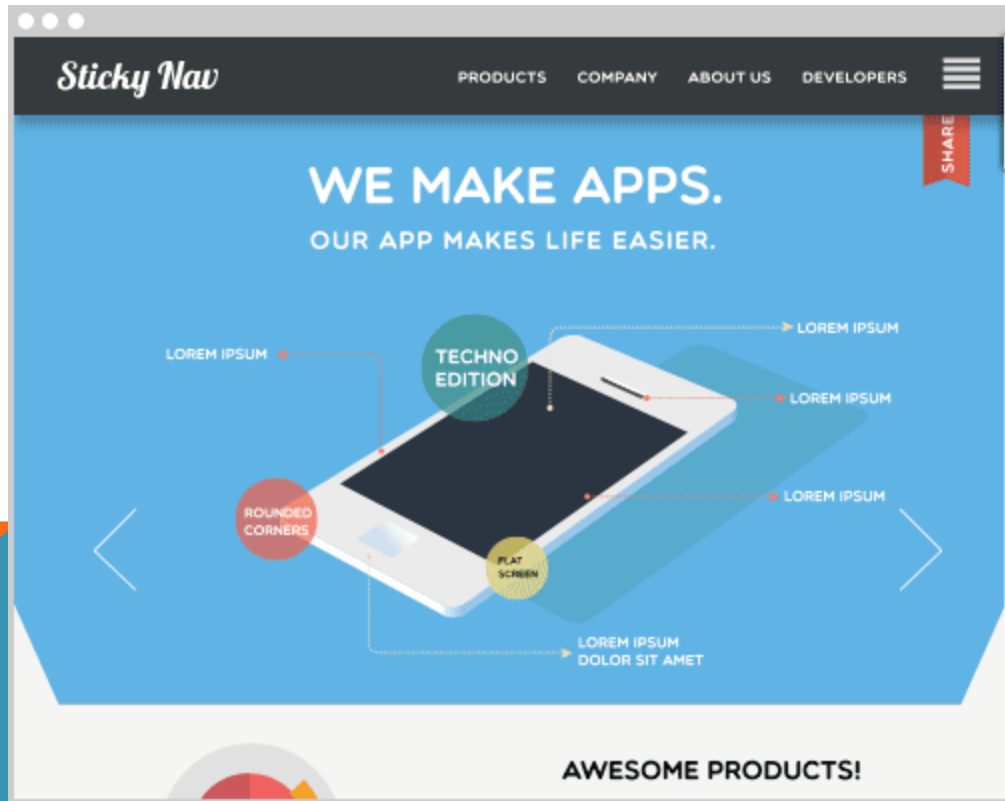 Sticky Nav
PRODUCTS COMPANY ABOUT US DEVELOPERS
SHARE
WE MAKE APPS.
OUR APP MAKES LIFE EASIER.
LOREM IPSUM
LOREM IPSUM
TECHNO
EDITION
LOREM IPSUM
LOREM IPSUM
ROUNDED
CORNERS
FLAT
SCREEN
LOREM IPSUM
DOLOR SIT AMET
AWESOME PRODUCTS!